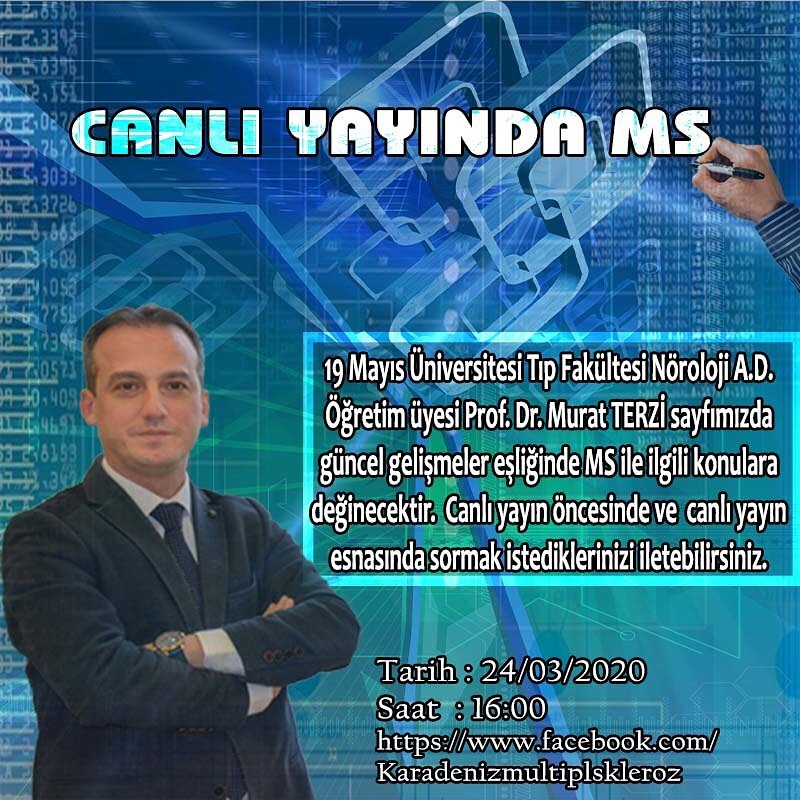 CANLI YAYINDA MS
19 Mayıs Üniversitesi Tıp Fakültesi Nöroloji A.D.
Öğretim üyesi Prof. Dr. Murat TERZİ sayfımızda
güncel gelişmeler eşliğinde MS ile ilgili konulara
değinecektir. Canlı yayın öncesinde ve canlı yayın
esnasında sormak istediklerinizi iletebilirsiniz.
Tarih : 24/03/2020
Saat : 16:00
https://www.facebook.com/
Karadenizmultiplskleroz